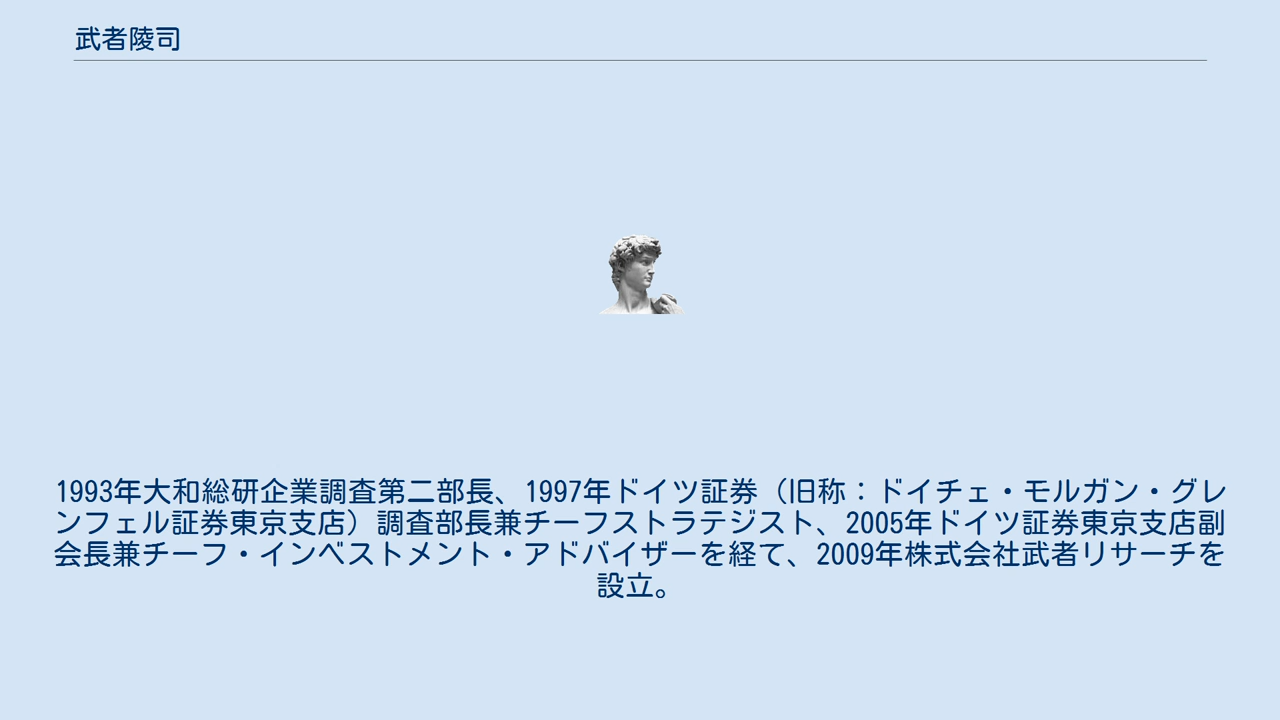 武者陵司
1993年大和総研企業調査第二部長、1997年ドイツ証券（旧称：ドイチェ・モルガン・グレ
ンフェル証券東京支店）調査部長兼チーフストラテジスト、2005年ドイツ証券東京支店副
会長兼チーフ・インベストメント・アドバイザーを経て、2009年株式会社武者リサーチを
設立。